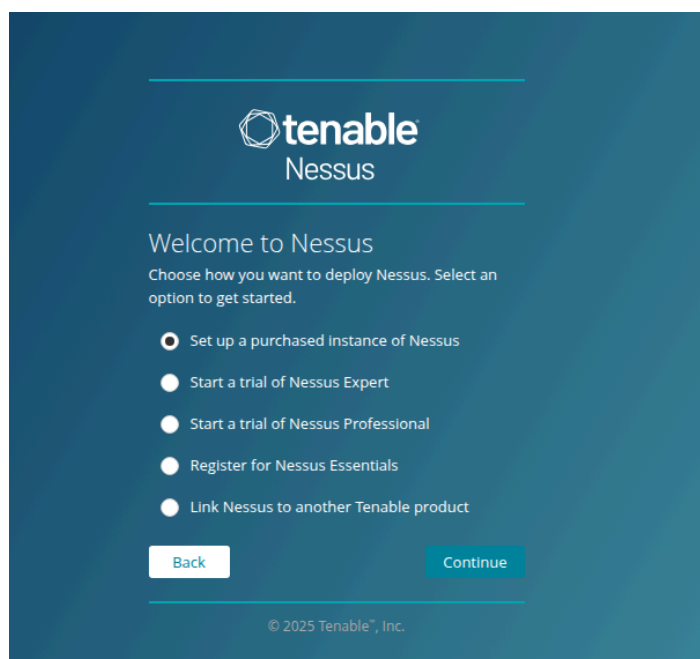 tenable
Nessus
Welcome to Nessus
Choose how you want to deploy Nessus. Select an
option to get started.
Set up a purchased instance of Nessus
Start a trial of Nessus Expert
Start a trial of Nessus Professional
Register for Nessus Essentials
Link Nessus to another Tenable product
Back Continue
© 2025 Tenable™, Inc.